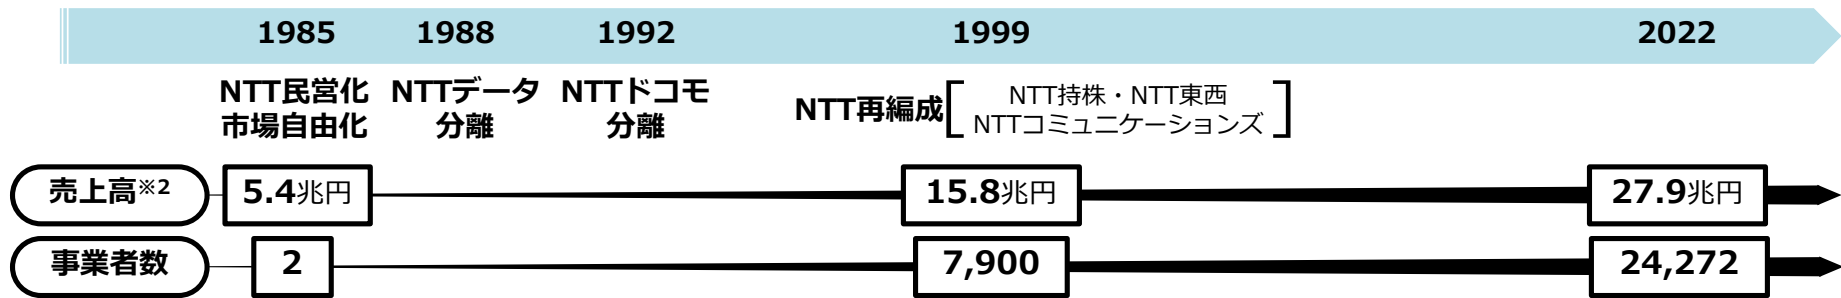 1985 1988 1992 1999 2022
NTT民営化 NTTデータ NTTドコモ
市場自由化 分離 分離
NTT再編成 NTT持株・NTT東西
NTTコミュニケーションズ
売上高※2 5.4兆円 15.8兆円 27.9兆円
事業者数 2 7,900 24,272